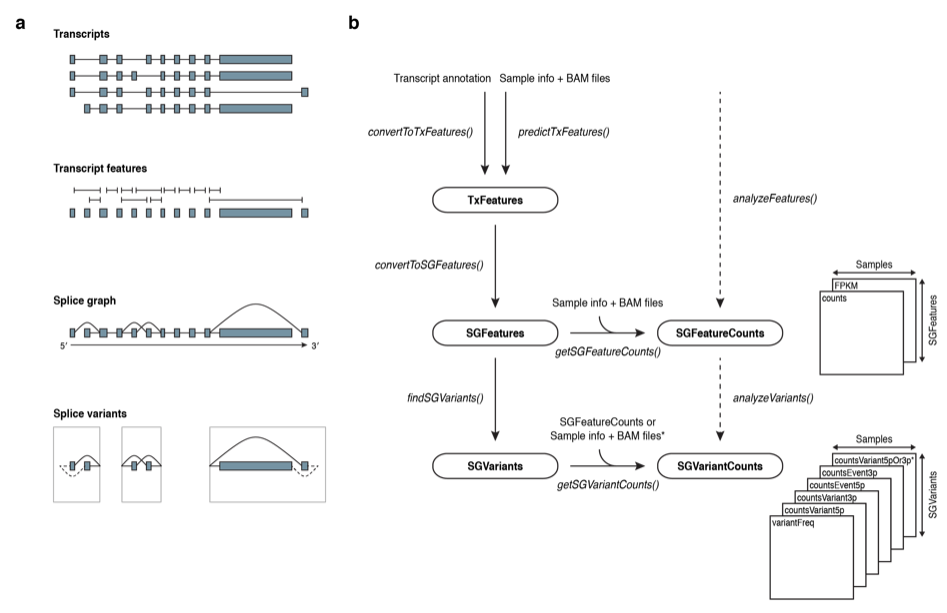 a
Transcripts
Transcript features
Splice graph
5′
3′
Splice variants
b
Transcript annotation
Sample info + BAM files
convertToTxFeatures()
predictTxFeatures()
TxFeatures
analyzeFeatures()
convertToSGFeatures()
Sample info + BAM files
SGFeatures
SGFeatureCounts
getSGFeatureCounts()
Samples
FPKM
counts
SGFeatures
findSGVariants()
analyzeVariants()
SGFeatureCounts or
Sample info + BAM files*
SGVariants
SGVariantCounts
getSGVariantCounts()
Samples
countsVariant5pOr3p*
countsEvent3p
countsEvent5p
countsVariant3p
countsVariant5p
variantFreq
SGVariants